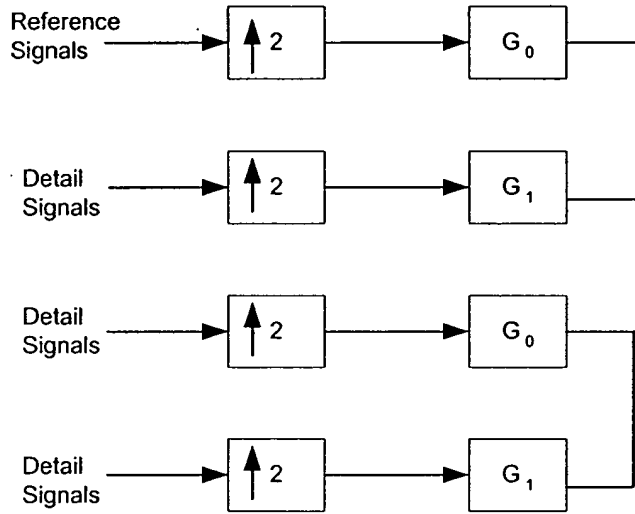 Reference
Signals
2
G0
Detail
Signals
2
G1
Detail
Signals
2
G0
Detail
Signals
2
G1